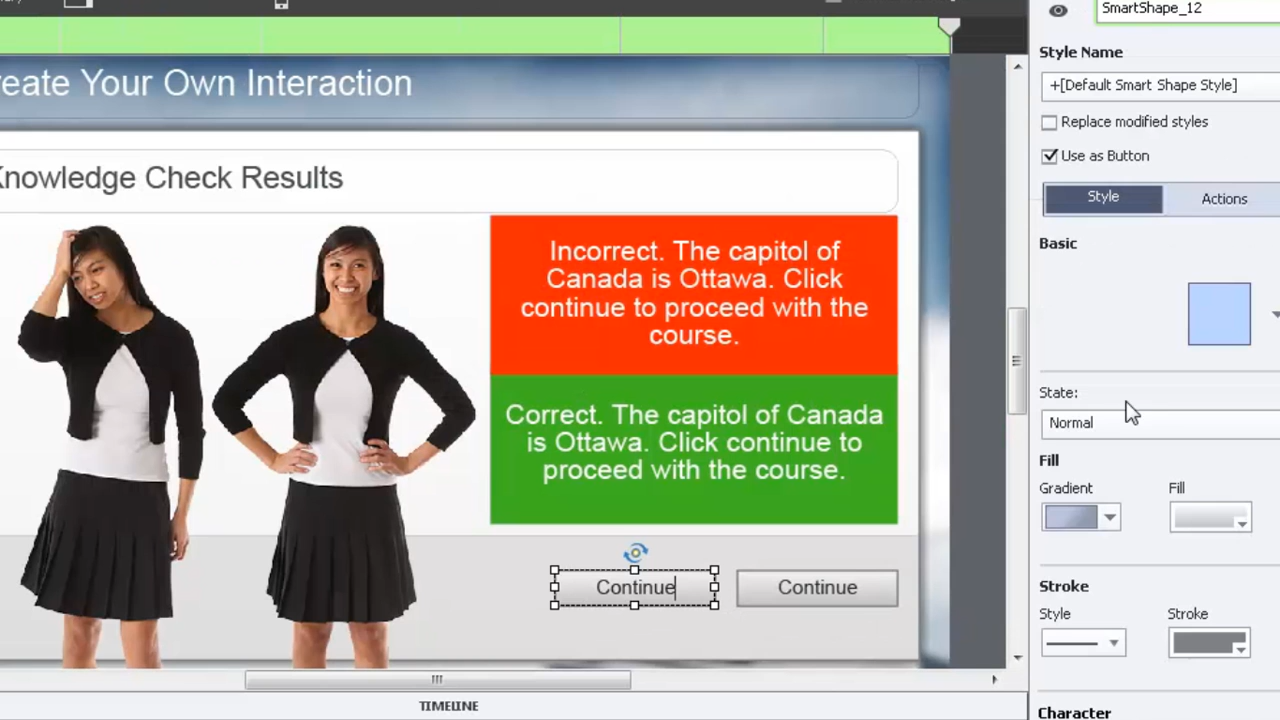 SmartShape_12
Style Name
+[Default Smart Shape Style]
Replace modified styles
Use as Button
Style
Actions
Basic
State:
Normal
Fill
Gradient
Fill
Stroke
Style
Stroke
Character
eate Your Own Interaction
Knowledge Check Results
Incorrect. The capitol of
Canada is Ottawa. Click
continue to proceed with the
course.
Correct. The capitol of Canada
is Ottawa. Click continue to
proceed with the course.
Continue
Continue
TIMELINE